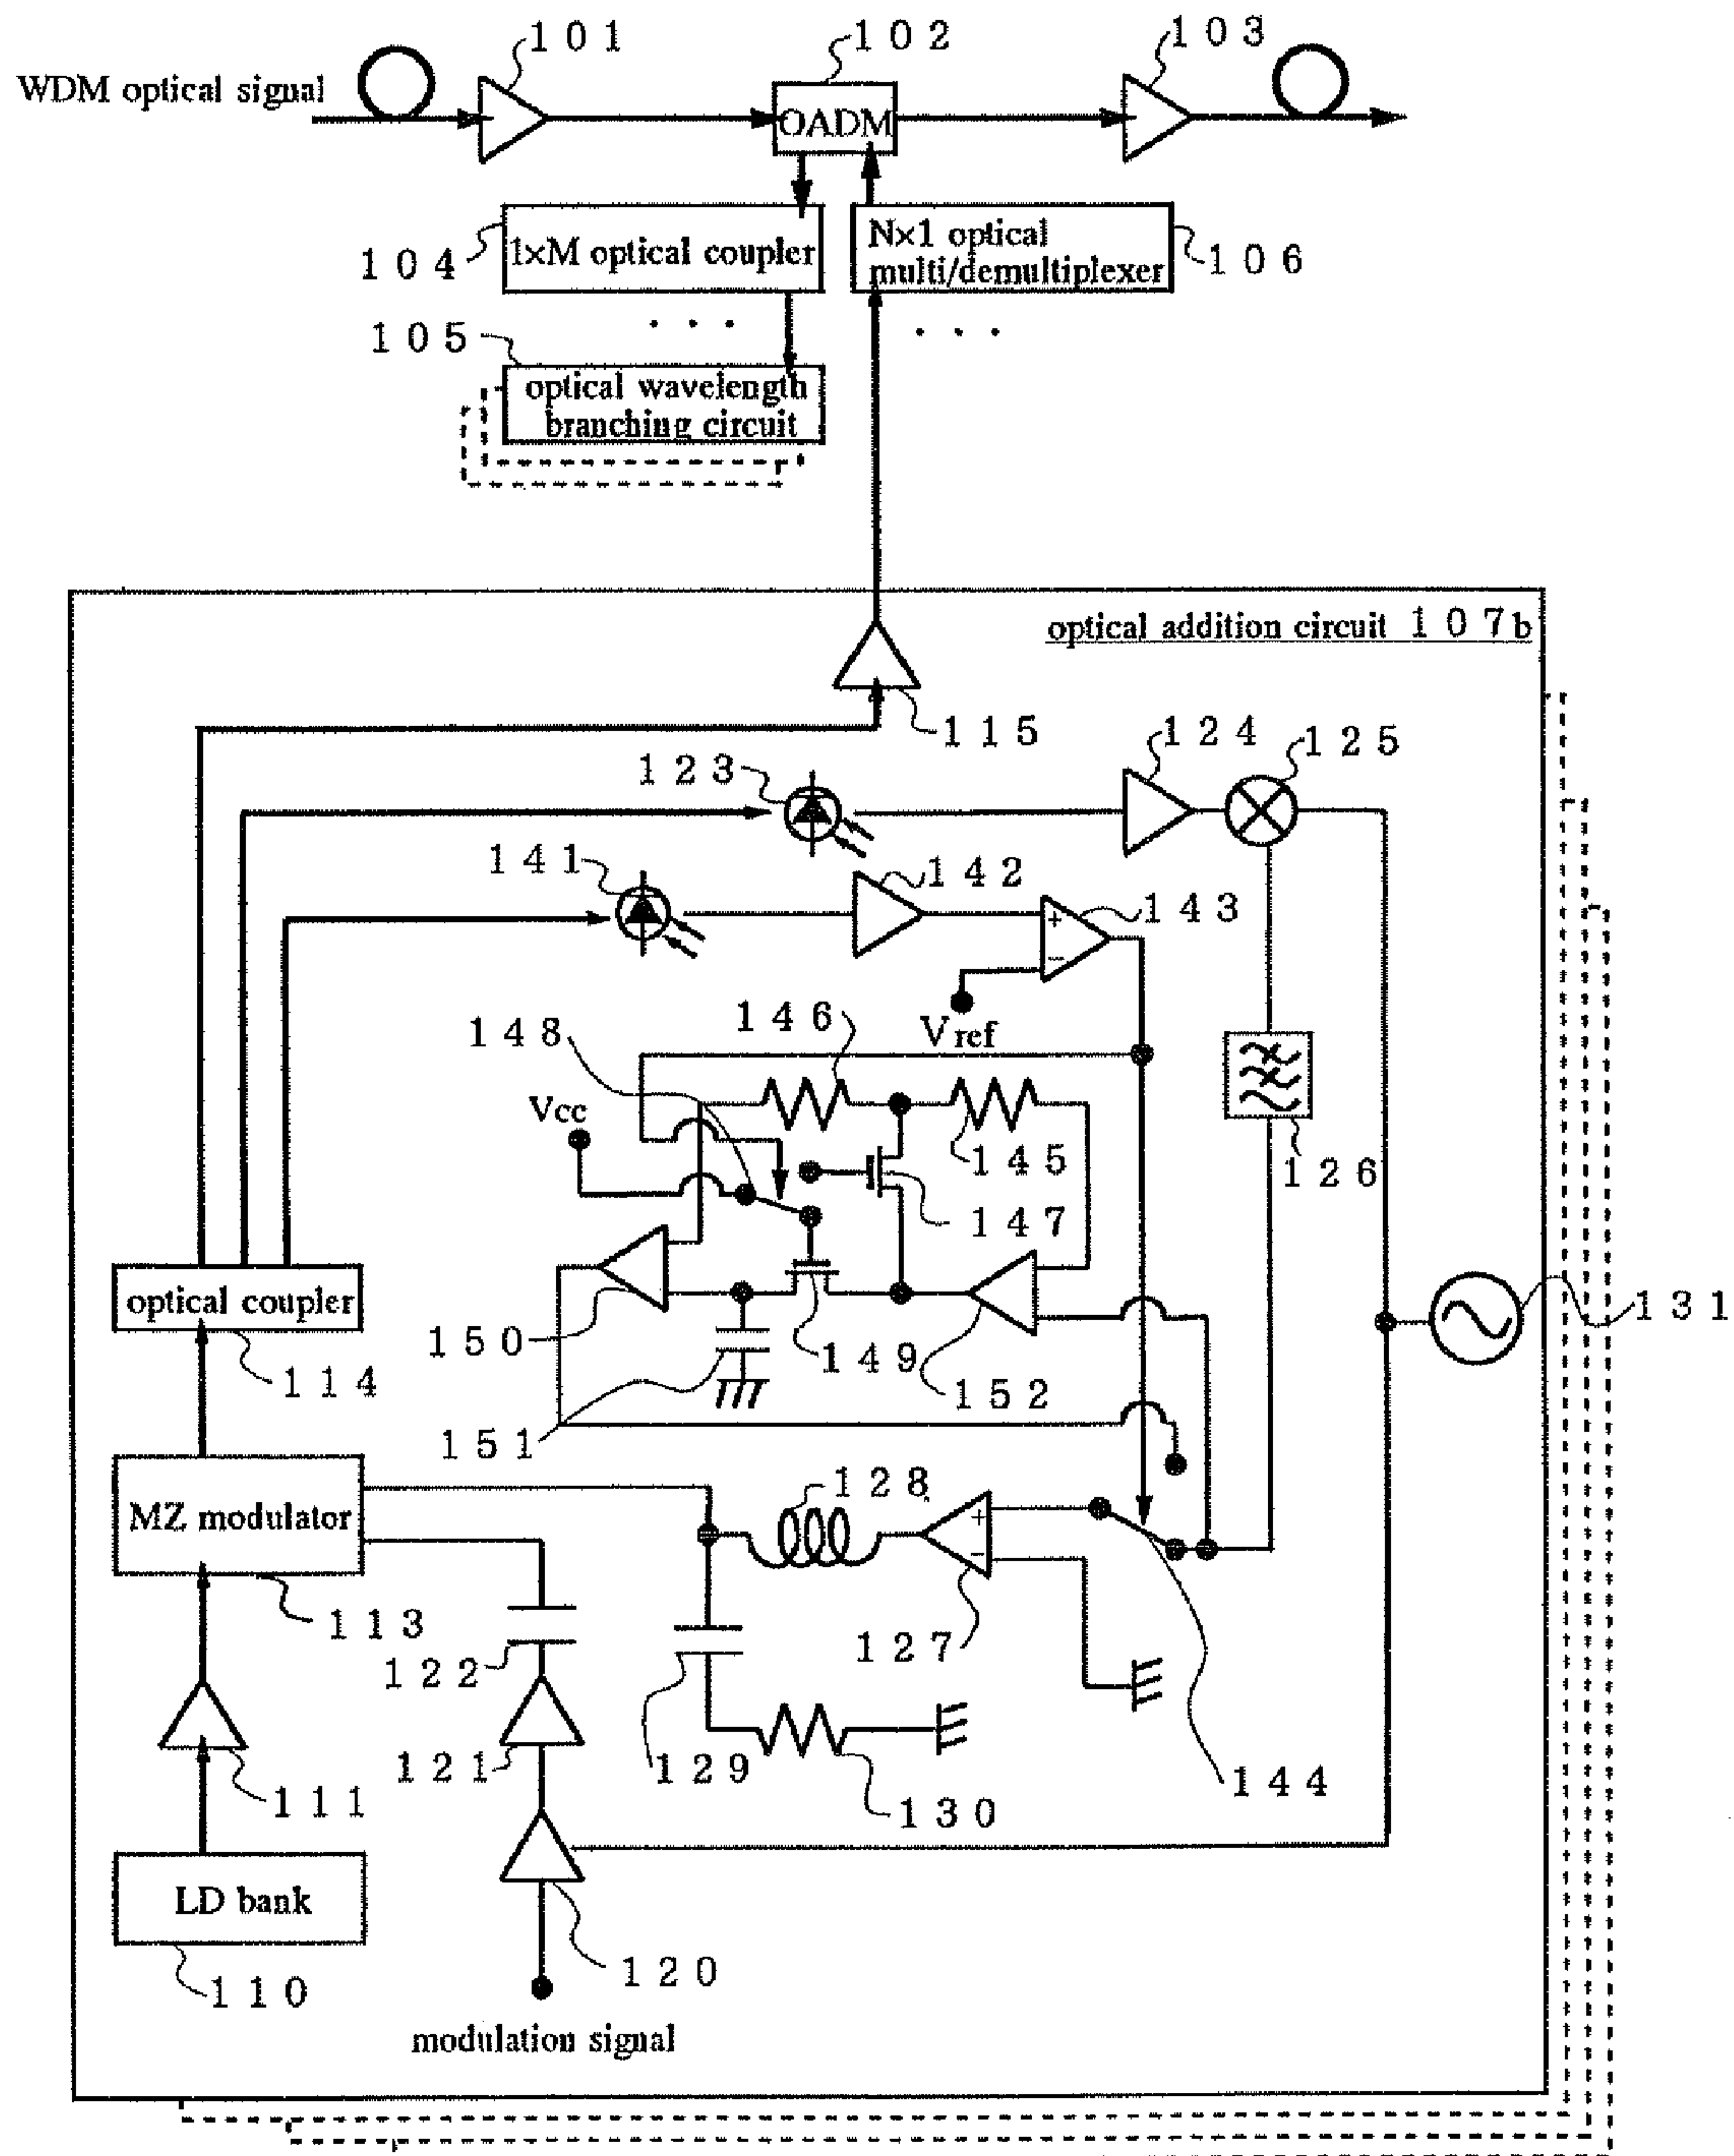 101
102
103
WDM optical signal
OADM
104
1×M optical coupler
N×1 optical
multi/demultiplexer
106
105
optical wavelength
branching circuit
optical addition circuit 107b
115
123
124
125
141
142
143
+
−
Vref
148
146
Vcc
145
126
147
optical coupler
150
149
152
131
114
151
MZ modulator
128
+
−
113
122
127
121
129
144
111
130
LD bank
120
110
modulation signal